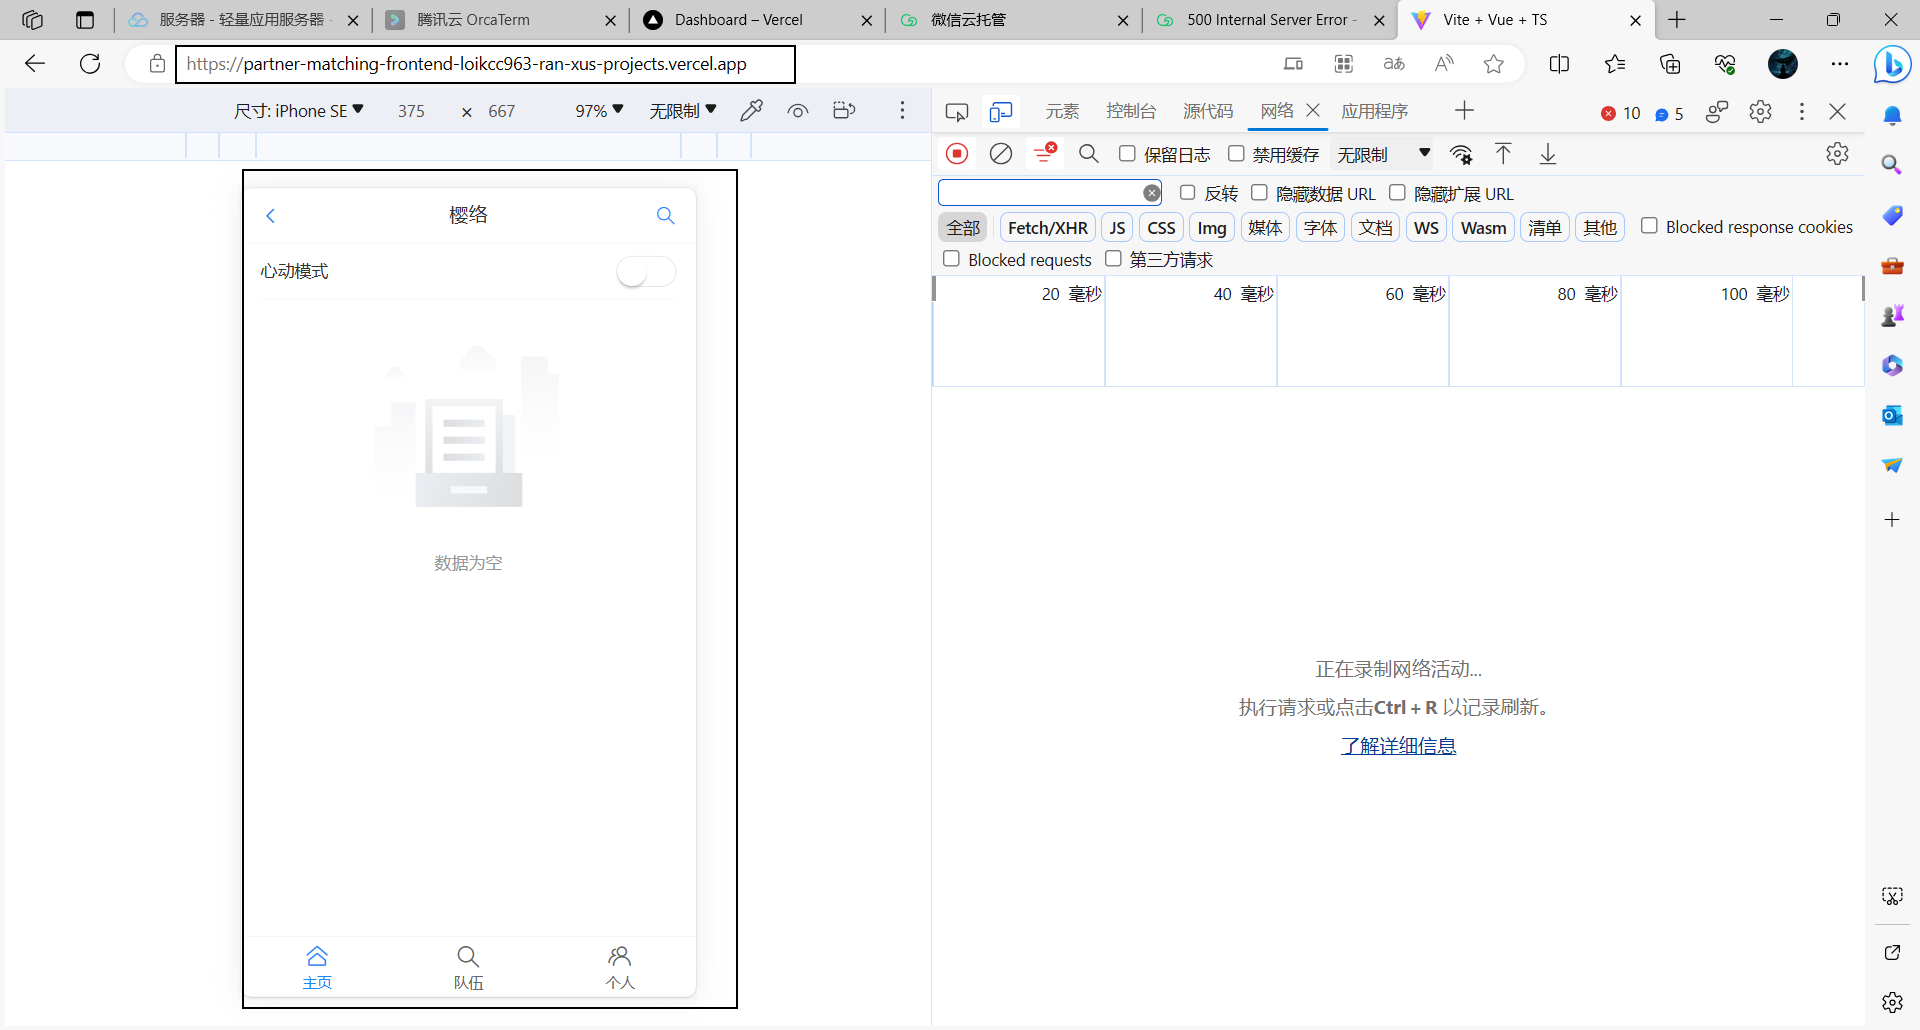 服务器 - 轻量应用服务器 -
腾讯云 OrcaTerm
Dashboard – Vercel
微信云托管
500 Internal Server Error -
Vite + Vue + TS
https://partner-matching-frontend-loikcc963-ran-xus-projects.vercel.app
aあ
尺寸: iPhone SE 375 × 667 97% 无限制
元素 控制台 源代码 网络 应用程序 10 5
保留日志 禁用缓存 无限制
反转 隐藏数据 URL 隐藏扩展 URL
全部 Fetch/XHR JS CSS Img 媒体 字体 文档 WS Wasm 清单 其他 Blocked response cookies
Blocked requests 第三方请求
20 毫秒 40 毫秒 60 毫秒 80 毫秒 100 毫秒
正在录制网络活动...
执行请求或点击Ctrl + R 以记录刷新。
了解详细信息
樱络
心动模式
数据为空
主页 队伍 个人